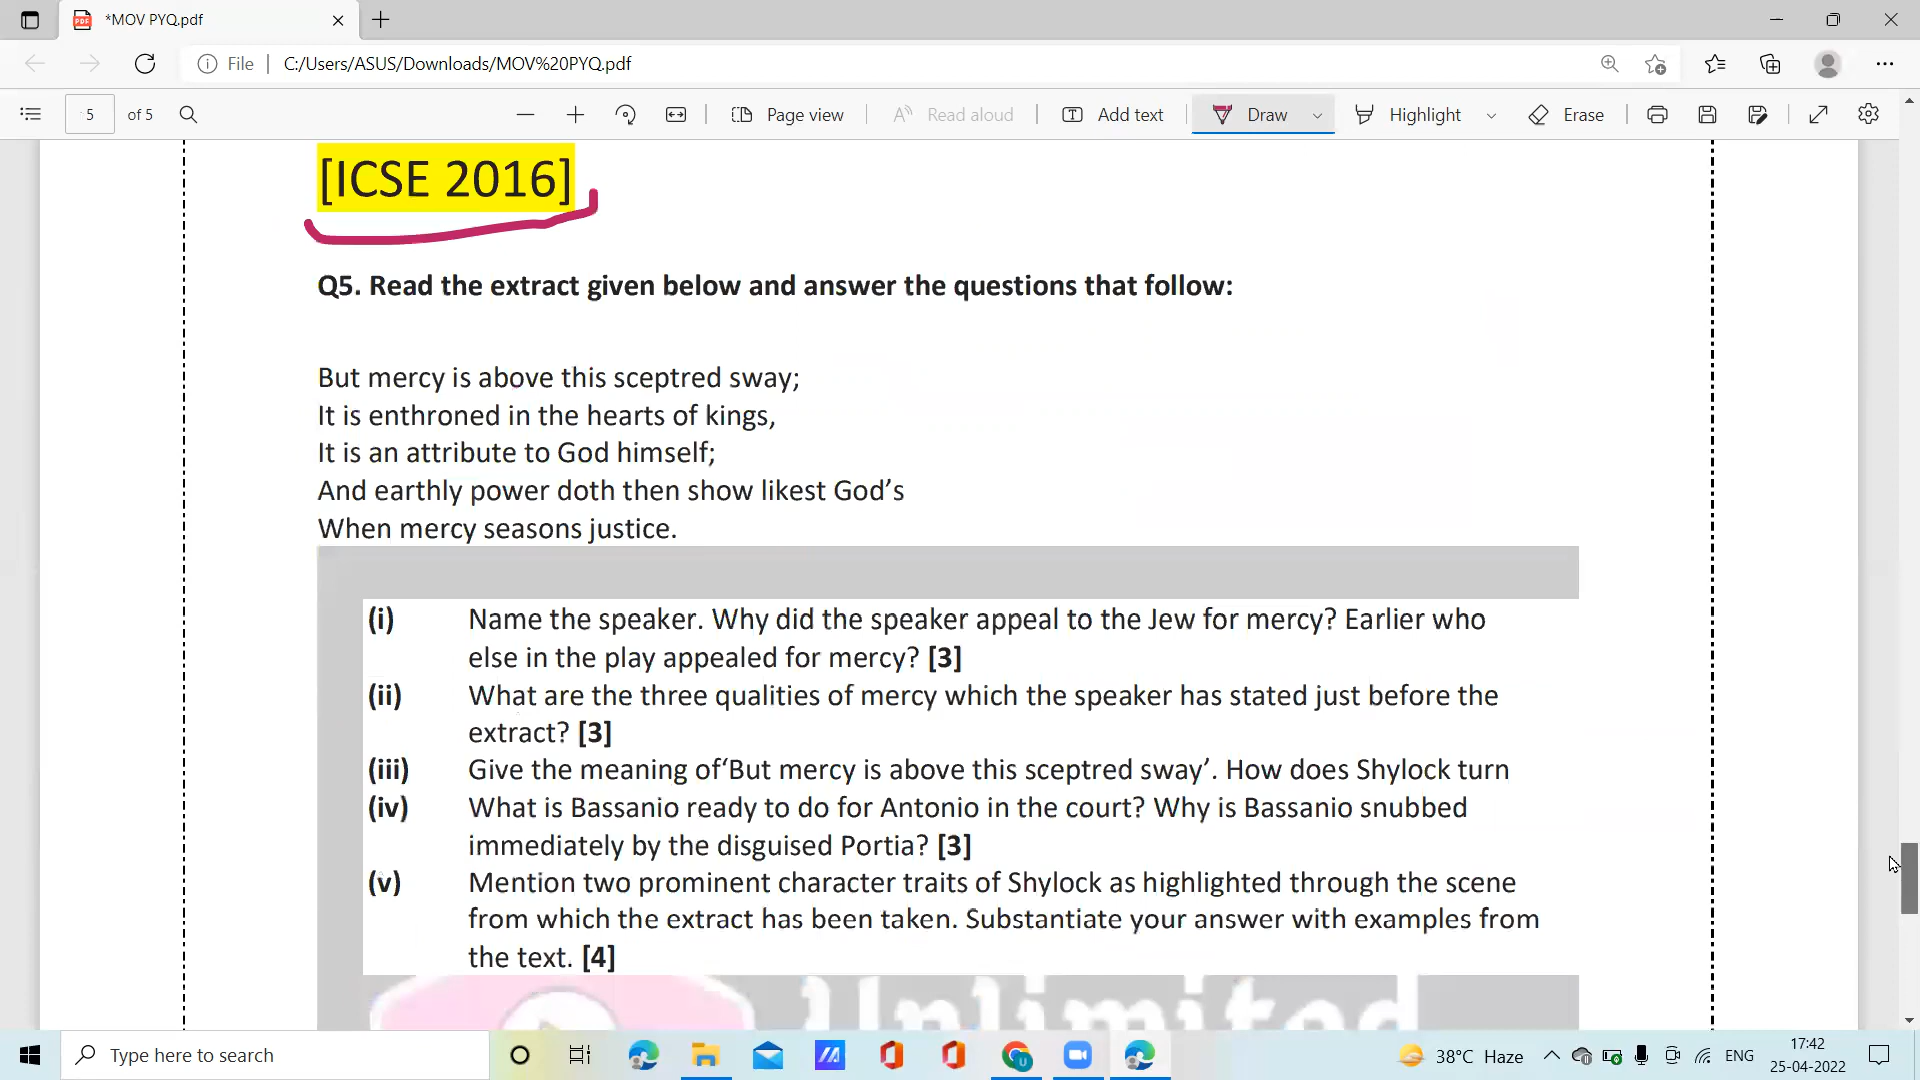 *MOV PYQ.pdf
File | C:/Users/ASUS/Downloads/MOV%20PYQ.pdf
5 of 5 Page view Read aloud Add text Draw Highlight Erase
[ICSE 2016]
Q5. Read the extract given below and answer the questions that follow:
But mercy is above this sceptred sway;
It is enthroned in the hearts of kings,
It is an attribute to God himself;
And earthly power doth then show likest God’s
When mercy seasons justice.
(i) Name the speaker. Why did the speaker appeal to the Jew for mercy? Earlier who
else in the play appealed for mercy? [3]
(ii) What are the three qualities of mercy which the speaker has stated just before the
extract? [3]
(iii) Give the meaning of‘But mercy is above this sceptred sway’. How does Shylock turn
(iv) What is Bassanio ready to do for Antonio in the court? Why is Bassanio snubbed
immediately by the disguised Portia? [3]
(v) Mention two prominent character traits of Shylock as highlighted through the scene
from which the extract has been taken. Substantiate your answer with examples from
the text. [4]
Unlimited
Type here to search 38°C Haze ENG 17:42
25-04-2022